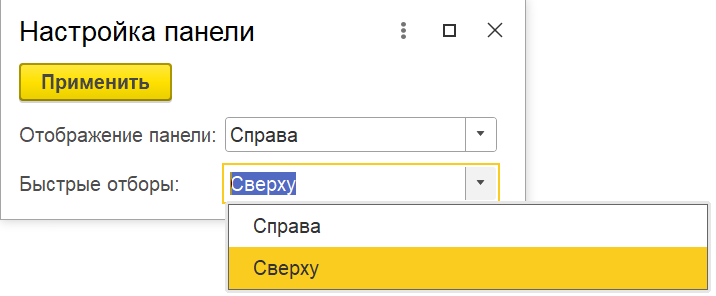 Настройка панели
Применить
Отображение панели: Справа
Быстрые отборы: Сверху
Справа
Сверху